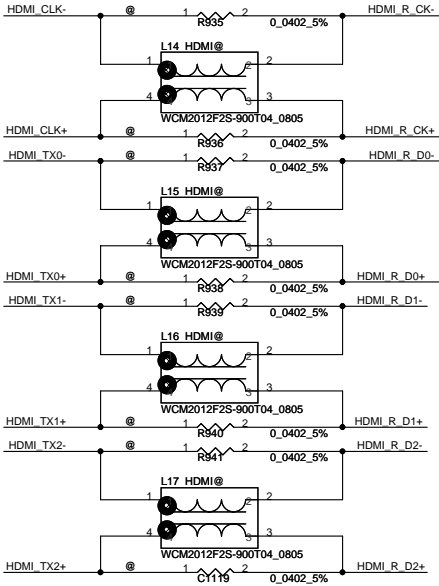 HDMI_CLK- @ 1 2 HDMI_R_CK-
R935 0_0402_5%
L14 HDMI@
1 2 2
4 3 3
WCM2012F2S-900T04_0805
HDMI_CLK+ @ 1 2 HDMI_R_CK+
R936 0_0402_5%
HDMI_TX0- @ 1 2 HDMI_R_D0-
R937 0_0402_5%
L15 HDMI@
1 2 2
4 3 3
WCM2012F2S-900T04_0805
HDMI_TX0+ @ 1 2 HDMI_R_D0+
R938 0_0402_5%
HDMI_TX1- @ 1 2 HDMI_R_D1-
R939 0_0402_5%
L16 HDMI@
1 2 2
4 3 3
WCM2012F2S-900T04_0805
HDMI_TX1+ @ 1 2 HDMI_R_D1+
R940 0_0402_5%
HDMI_TX2- @ 1 2 HDMI_R_D2-
R941 0_0402_5%
L17 HDMI@
1 2 2
4 3 3
WCM2012F2S-900T04_0805
HDMI_TX2+ @ 1 2 HDMI_R_D2+
C1119 0_0402_5%